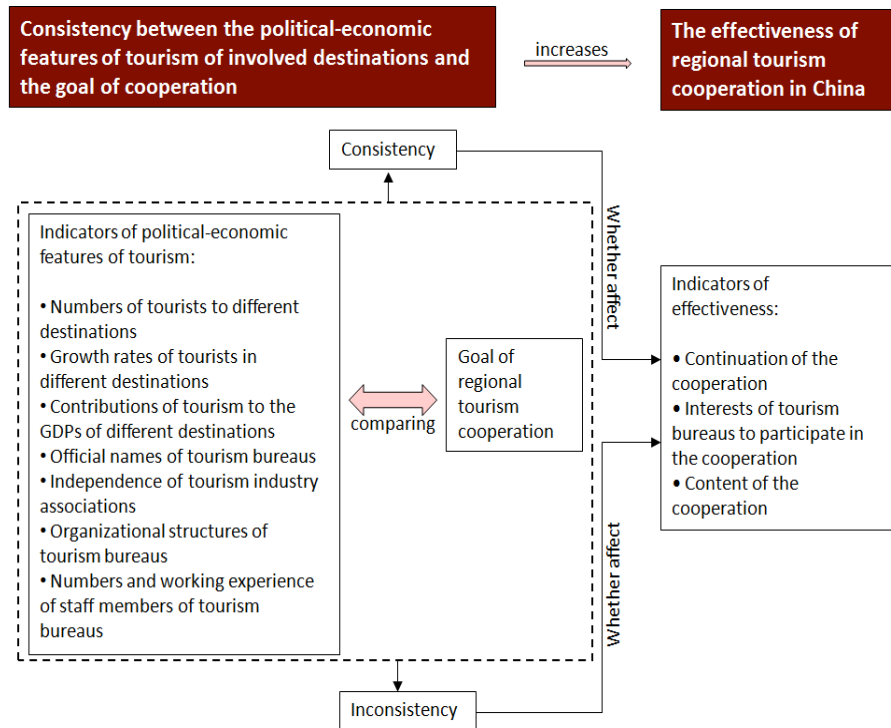 Consistency between the political-economic
features of tourism of involved destinations and
the goal of cooperation
increases
The effectiveness of
regional tourism
cooperation in China
Consistency
Whether affect
Indicators of political-economic
features of tourism:
• Numbers of tourists to different
destinations
• Growth rates of tourists in
different destinations
• Contributions of tourism to the
GDPs of different destinations
• Official names of tourism bureaus
• Independence of tourism industry
associations
• Organizational structures of
tourism bureaus
• Numbers and working experience
of staff members of tourism
bureaus
comparing
Goal of
regional
tourism
cooperation
Indicators of
effectiveness:
• Continuation of the
cooperation
• Interests of tourism
bureaus to participate in
the cooperation
• Content of the
cooperation
Whether affect
Inconsistency